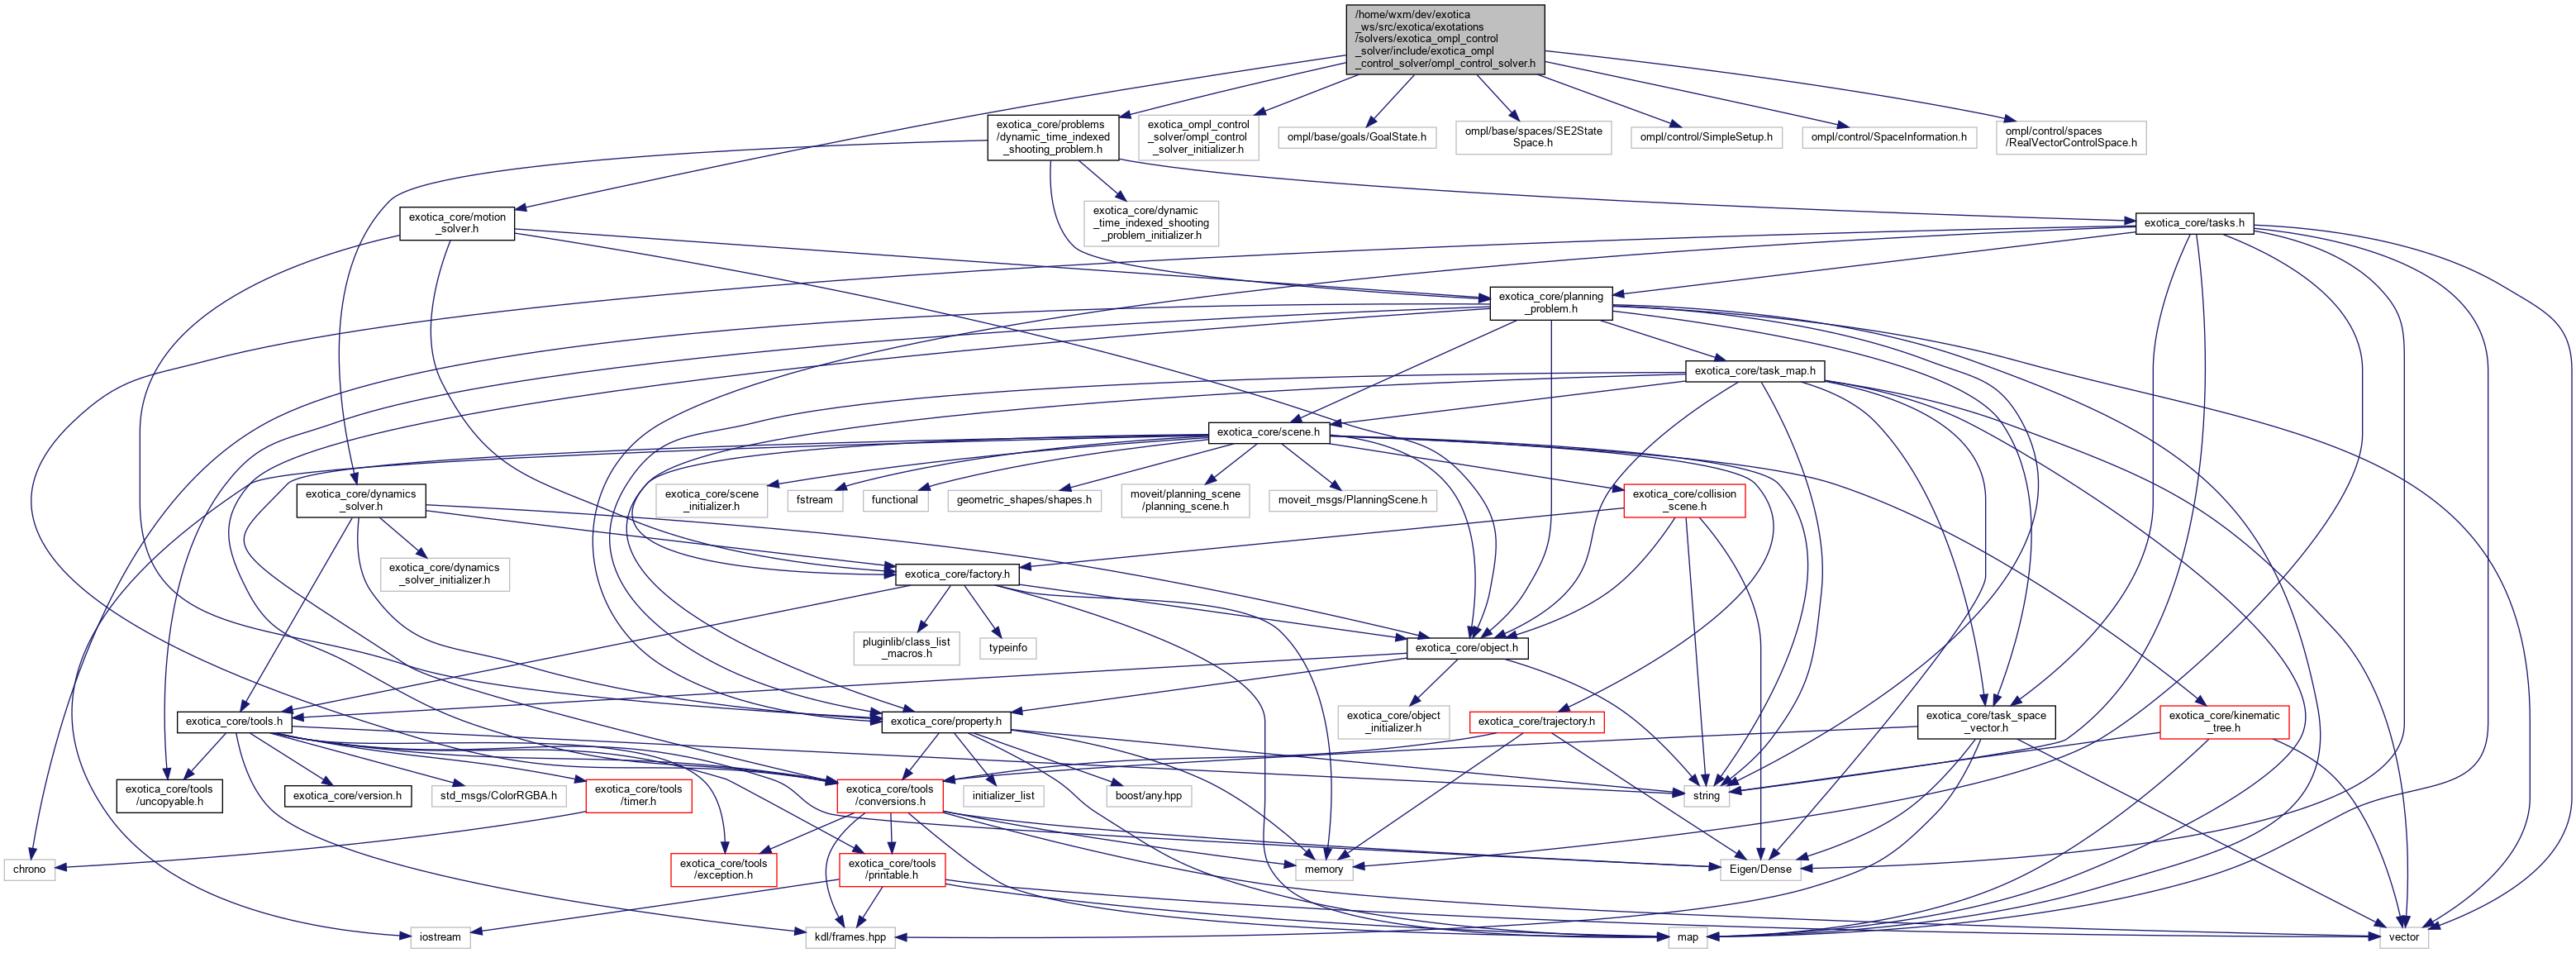 /home/wxm/dev/exotica
_ws/src/exotica/exotations
/solvers/exotica_ompl_control
_solver/include/exotica_ompl
_control_solver/ompl_control_solver.h
exotica_core/problems
/dynamic_time_indexed
_shooting_problem.h
exotica_ompl_control
_solver/ompl_control
_solver_initializer.h
ompl/base/goals/GoalState.h
ompl/base/spaces/SE2State
Space.h
ompl/control/SimpleSetup.h
ompl/control/SpaceInformation.h
ompl/control/spaces
/RealVectorControlSpace.h
exotica_core/motion
_solver.h
exotica_core/dynamic
_time_indexed_shooting
_problem_initializer.h
exotica_core/tasks.h
exotica_core/planning
_problem.h
exotica_core/task_map.h
exotica_core/scene.h
exotica_core/dynamics
_solver.h
exotica_core/scene
_initializer.h
fstream
functional
geometric_shapes/shapes.h
moveit/planning_scene
/planning_scene.h
moveit_msgs/PlanningScene.h
exotica_core/collision
_scene.h
exotica_core/dynamics
_solver_initializer.h
exotica_core/factory.h
pluginlib/class_list
_macros.h
typeinfo
exotica_core/object.h
exotica_core/tools.h
exotica_core/property.h
exotica_core/object
_initializer.h
exotica_core/trajectory.h
exotica_core/task_space
_vector.h
exotica_core/kinematic
_tree.h
exotica_core/tools
/uncopyable.h
exotica_core/version.h
std_msgs/ColorRGBA.h
exotica_core/tools
/timer.h
exotica_core/tools
/conversions.h
initializer_list
boost/any.hpp
string
chrono
exotica_core/tools
/exception.h
exotica_core/tools
/printable.h
memory
Eigen/Dense
iostream
kdl/frames.hpp
map
vector